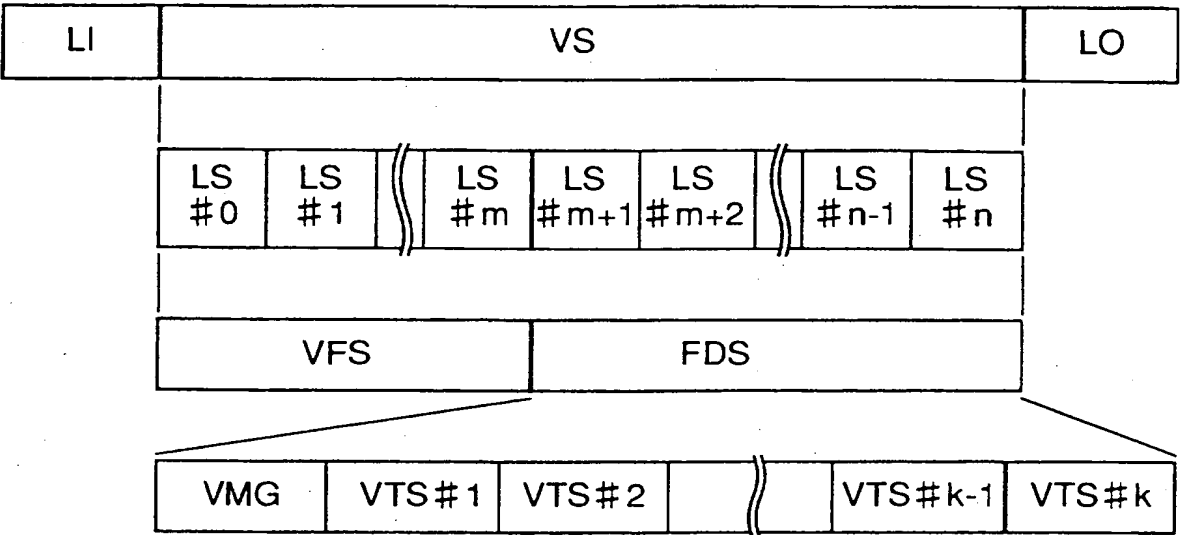 LI VS LO
LS LS LS LS LS LS LS
#0 #1 #m #m+1 #m+2 #n-1 #n
VFS FDS
VMG VTS#1 VTS#2 VTS#k-1 VTS#k